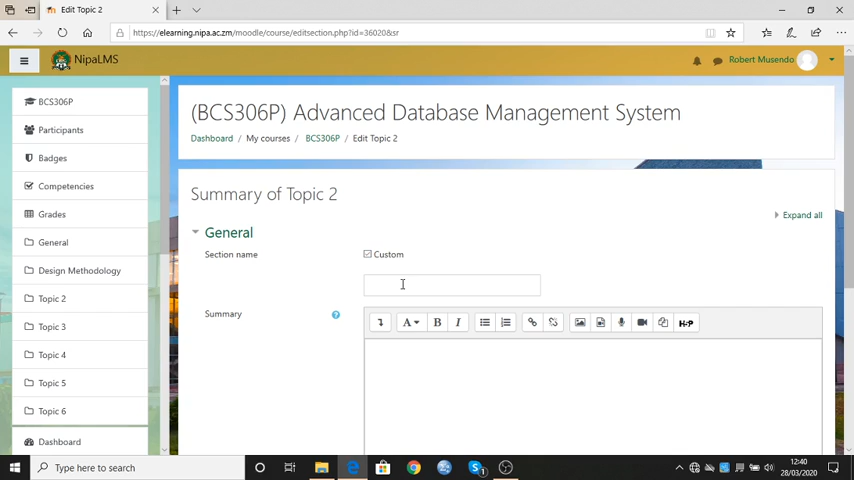 Edit Topic 2
https://elearning.nipa.ac.zm/moodle/course/editsection.php?id=36020&sr
NipaLMS
Robert Musendo
BCS306P
Participants
Badges
Competencies
Grades
General
Design Methodology
Topic 2
Topic 3
Topic 4
Topic 5
Topic 6
Dashboard
(BCS306P) Advanced Database Management System
Dashboard / My courses / BCS306P / Edit Topic 2
Summary of Topic 2
Expand all
General
Section name
Custom
Summary
A B I
H-P
Type here to search
1
12:40
28/03/2020